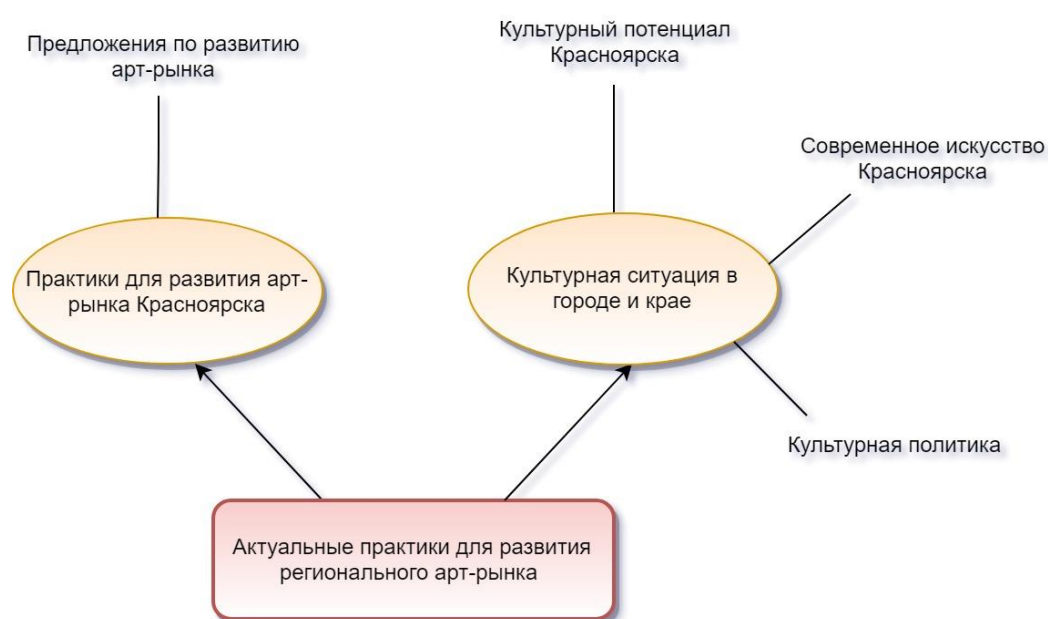 Предложения по развитию
арт-рынка
Культурный потенциал
Красноярска
Современное искусство
Красноярска
Практики для развития арт-
рынка Красноярска
Культурная ситуация в
городе и крае
Культурная политика
Актуальные практики для развития
регионального арт-рынка